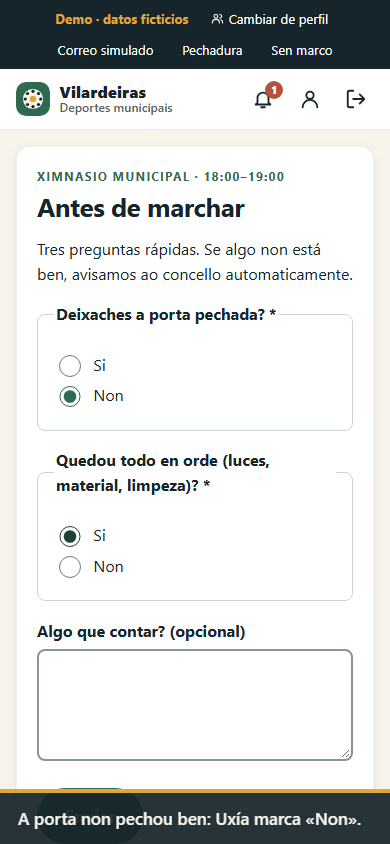 Demo · datos ficticios
Cambiar de perfil
Correo simulado
Pechadura
Sen marco
Vilardeiras
Deportes municipais
1
XIMNASIO MUNICIPAL · 18:00–19:00
Antes de marchar
Tres preguntas rápidas. Se algo non está
ben, avisamos ao concello automaticamente.
Deixaches a porta pechada? *
Si
Non
Quedou todo en orde (luces,
material, limpeza)? *
Si
Non
Algo que contar? (opcional)
A porta non pechou ben: Uxía marca «Non».